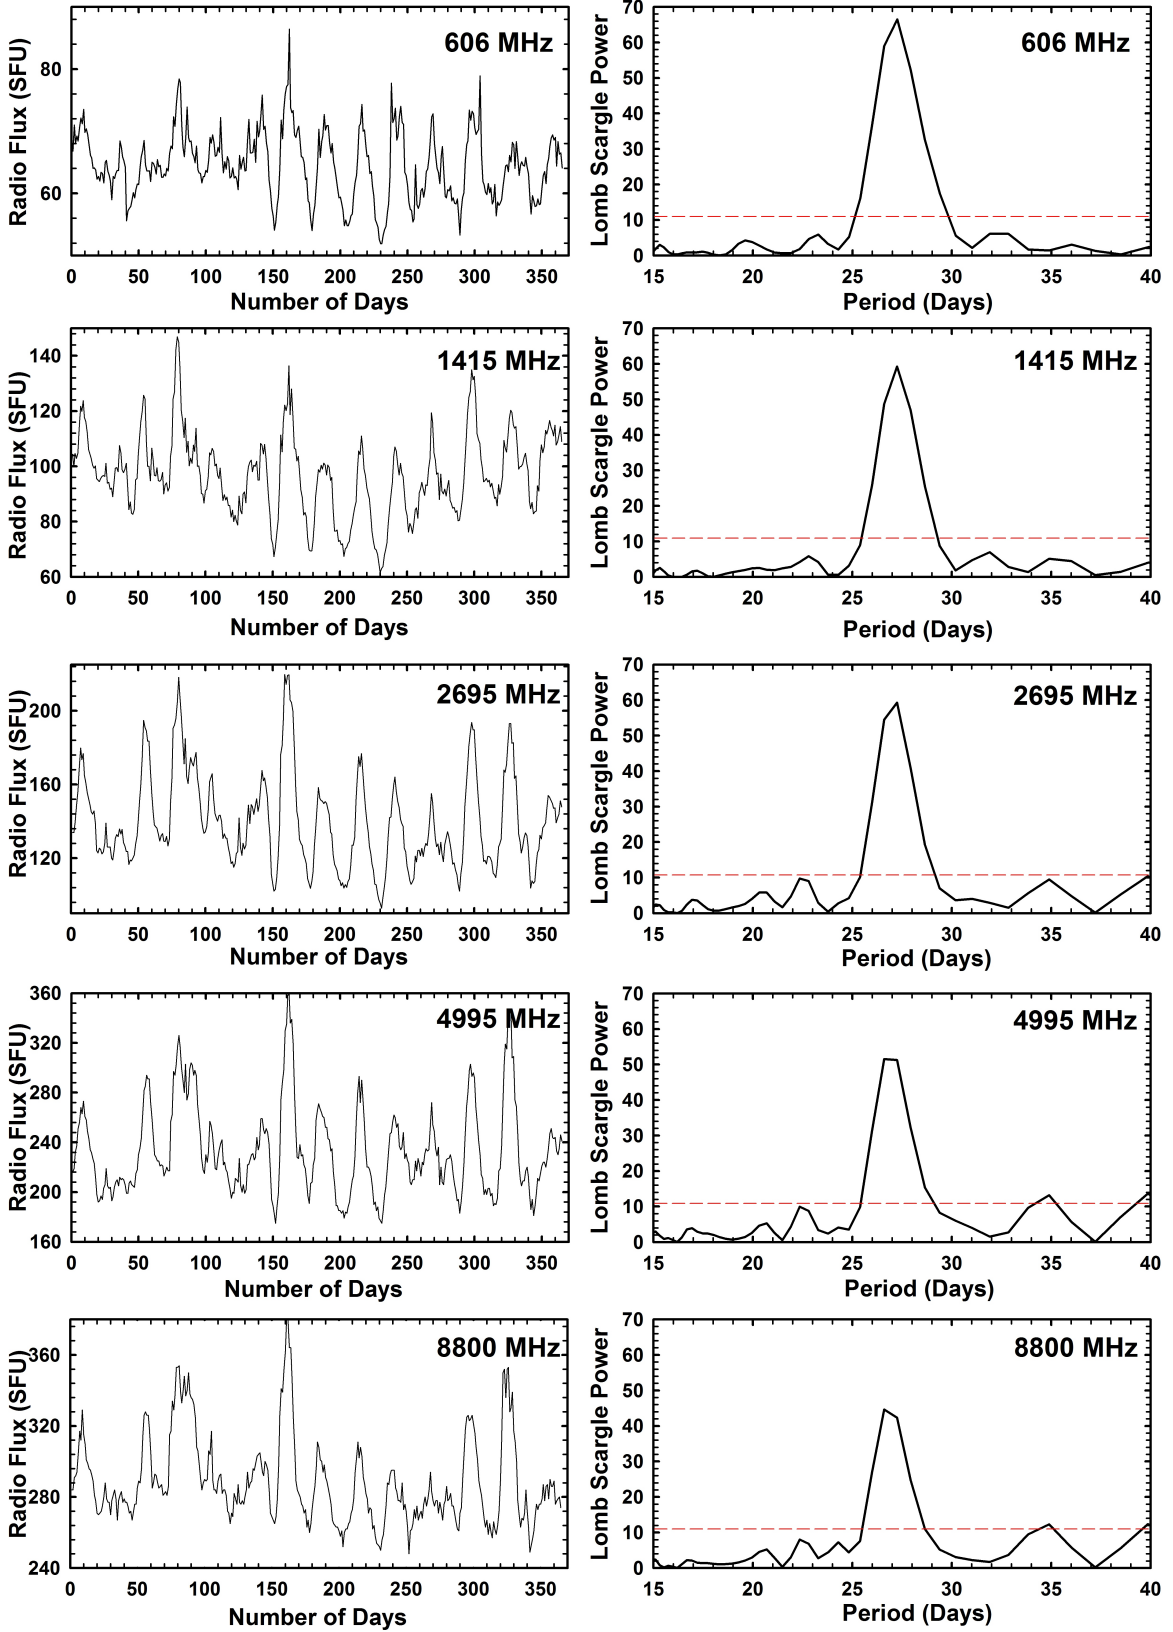 606 MHz
Radio Flux (SFU)
80
60
0 50 100 150 200 250 300 350
Number of Days
606 MHz
Lomb Scargle Power
70
60
50
40
30
20
10
0
15 20 25 30 35 40
Period (Days)
1415 MHz
Radio Flux (SFU)
140
120
100
80
60
0 50 100 150 200 250 300 350
Number of Days
1415 MHz
Lomb Scargle Power
70
60
50
40
30
20
10
0
15 20 25 30 35 40
Period (Days)
2695 MHz
Radio Flux (SFU)
200
160
120
0 50 100 150 200 250 300 350
Number of Days
2695 MHz
Lomb Scargle Power
70
60
50
40
30
20
10
0
15 20 25 30 35 40
Period (Days)
4995 MHz
Radio Flux (SFU)
360
320
280
240
200
160
0 50 100 150 200 250 300 350
Number of Days
4995 MHz
Lomb Scargle Power
70
60
50
40
30
20
10
0
15 20 25 30 35 40
Period (Days)
8800 MHz
Radio Flux (SFU)
360
320
280
240
0 50 100 150 200 250 300 350
Number of Days
8800 MHz
Lomb Scargle Power
70
60
50
40
30
20
10
0
15 20 25 30 35 40
Period (Days)